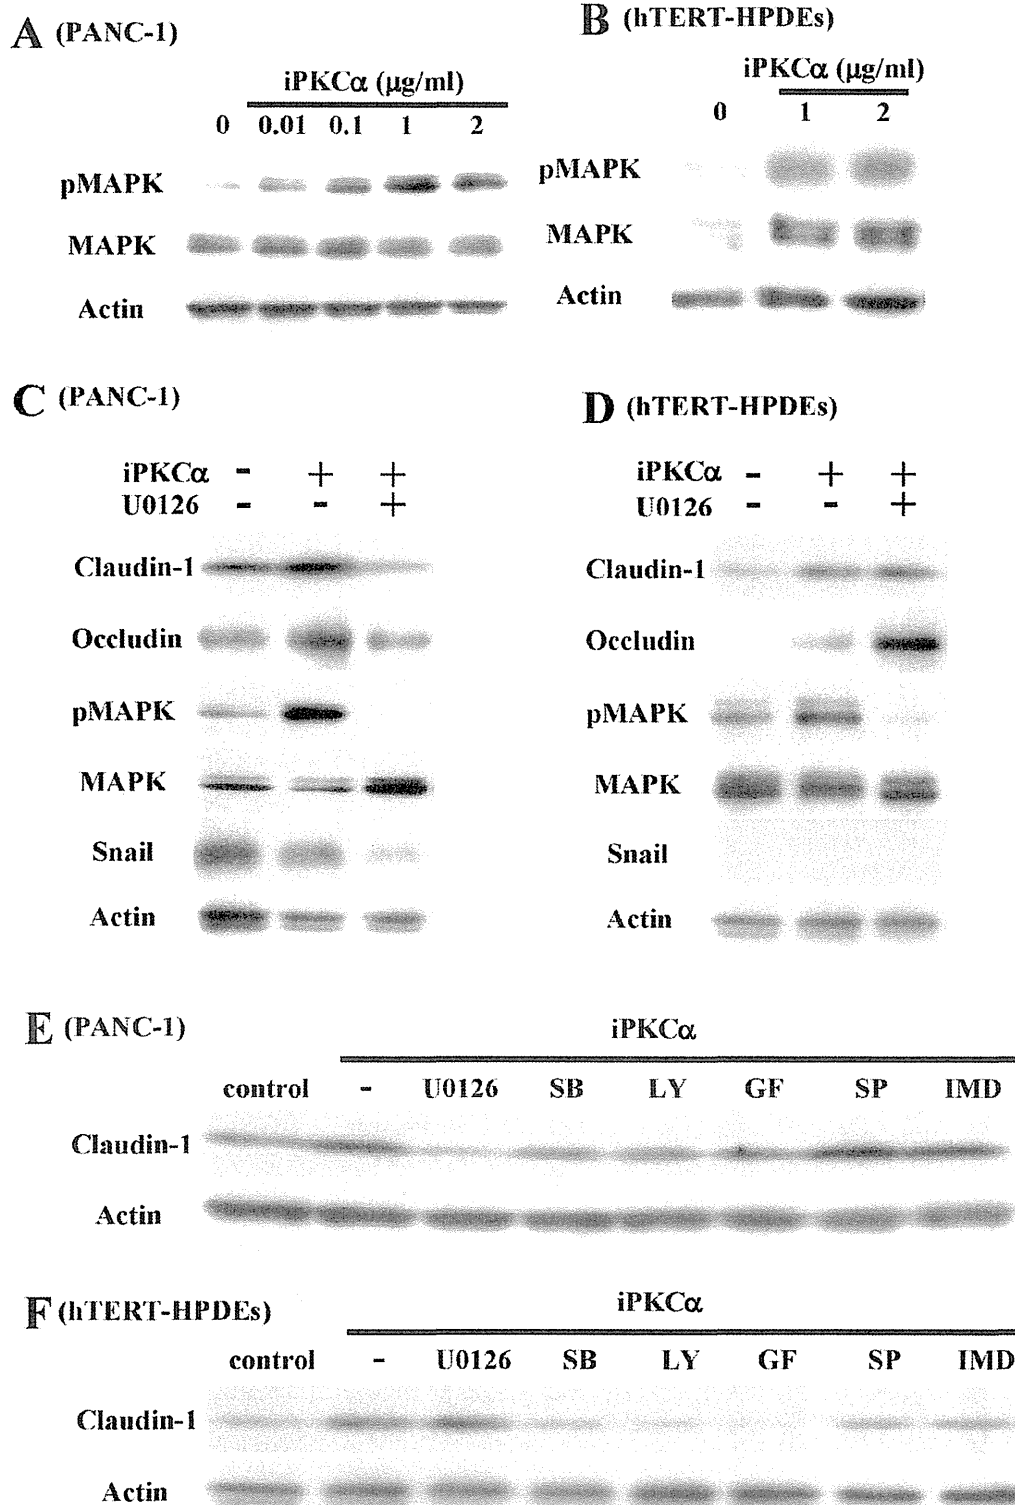 A (PANC-1)
iPKCα (μg/ml)
0 0.01 0.1 1 2
pMAPK
MAPK
Actin
B (hTERT-HPDEs)
iPKCα (μg/ml)
0 1 2
pMAPK
MAPK
Actin
C (PANC-1)
iPKCα - + +
U0126 - - +
Claudin-1
Occludin
pMAPK
MAPK
Snail
Actin
D (hTERT-HPDEs)
iPKCα - + +
U0126 - - +
Claudin-1
Occludin
pMAPK
MAPK
Snail
Actin
E (PANC-1)
iPKCα
control - U0126 SB LY GF SP IMD
Claudin-1
Actin
F (hTERT-HPDEs)
iPKCα
control - U0126 SB LY GF SP IMD
Claudin-1
Actin